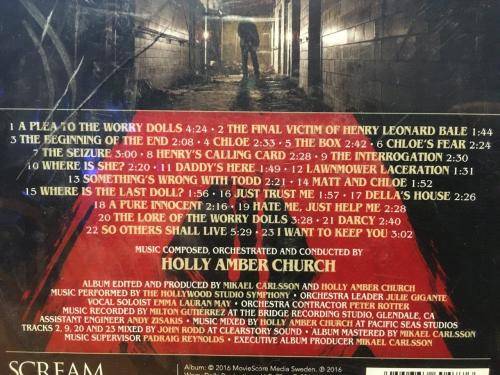 1 A PLEA TO THE WORRY DOLLS 4:24 • 2 THE FINAL VICTIM OF HENRY LEONARD BALE 1:44
3 THE BEGINNING OF THE END 2:08 • 4 CHLOE 2:33 • 5 THE BOX 2:42 • 6 CHLOE'S FEAR 2:24
7 THE SEIZURE 3:00 • 8 HENRY'S CALLING CARD 2:28 • 9 THE INTERROGATION 2:30
10 WHERE IS SHE? 2:20 • 11 DADDY'S HERE 1:49 • 12 LAWNMOWER LACERATION 1:31
13 SOMETHING'S WRONG WITH TODD 2:21 • 14 MATT AND CHLOE 1:52
15 WHERE IS THE LAST DOLL? 1:56 • 16 JUST TRUST ME! 1:57 • 17 DELLA'S HOUSE 2:26
18 A PURE INNOCENT 2:16 • 19 HATE ME, JUST HELP ME 2:28
20 THE LORE OF THE WORRY DOLLS 3:28 • 21 DARCY 2:40
22 SO OTHERS SHALL LIVE 5:29 • 23 I WANT TO KEEP YOU 3:02
MUSIC COMPOSED, ORCHESTRATED AND CONDUCTED BY
HOLLY AMBER CHURCH
ALBUM EDITED AND PRODUCED BY MIKAEL CARLSSON AND HOLLY AMBER CHURCH
MUSIC PERFORMED BY THE HOLLYWOOD STUDIO SYMPHONY • ORCHESTRA LEADER JULIE GIGANTE
VOCAL SOLOIST EMMA LAURAN MAY • ORCHESTRA CONTRACTOR PETER ROTTER
MUSIC RECORDED BY MILTON GUTIERREZ AT THE BRIDGE RECORDING STUDIO, GLENDALE, CA
ASSISTANT ENGINEER ANDY ZISAKIS • MUSIC MIXED BY HOLLY AMBER CHURCH AT PACIFIC SEAS STUDIOS
TRACKS 2, 9, 20 AND 23 MIXED BY JOHN RODD AT CLEARSTORY SOUND • ALBUM MASTERED BY MIKAEL CARLSSON
MUSIC SUPERVISOR PADRAIG REYNOLDS • EXECUTIVE ALBUM PRODUCER MIKAEL CARLSSON
SCREAM
Album: © 2016 MovieScore Media Sweden. ℗ 2016